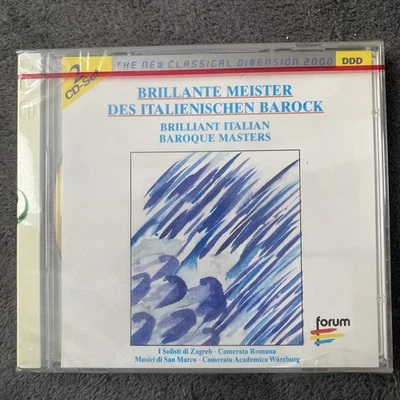 2
CD-Set
THE NEW CLASSICAL DIMENSION 2000
DDD
BRILLANTE MEISTER
DES ITALIENISCHEN BAROCK
BRILLIANT ITALIAN
BAROQUE MASTERS
forum
I Solisti di Zagreb · Camerata Romana
Musici di San Marco · Camerata Academica Würzburg